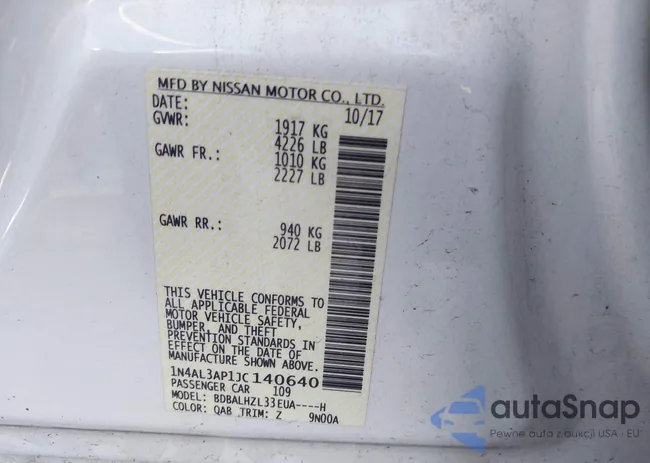 MFD BY NISSAN MOTOR CO., LTD.
DATE: 10/17
GVWR: 1917 KG
4226 LB
GAWR FR.: 1010 KG
2227 LB
GAWR RR.: 940 KG
2072 LB
THIS VEHICLE CONFORMS TO
ALL APPLICABLE FEDERAL
MOTOR VEHICLE SAFETY,
BUMPER, AND THEFT
PREVENTION STANDARDS IN
EFFECT ON THE DATE OF
MANUFACTURE SHOWN ABOVE.
1N4AL3AP1JC140640
PASSENGER CAR 109
MODEL: BDBALHZL33EUA----H
COLOR: QAB TRIM: Z 9N00A
autoSnap
Pewne auto z aukcji USA · EU